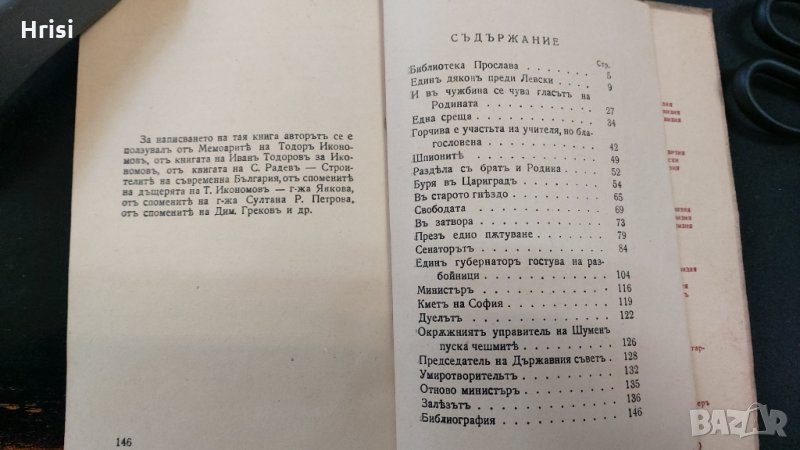 Hrisi
За написването на тая книга авторътъ се е
ползувалъ отъ Мемоаритѣ на Тодоръ Иконо-
мовъ, отъ книгата на Иванъ Тодоровъ за Ико-
номовъ, отъ книгата на С. Радевъ — Строи-
телитѣ на съвременна България, отъ спомените
на дъщерята на Т. Икономовъ — г-жа Янкова,
отъ спомените на г-жа Султана Р. Петрова,
отъ спомените на Дим. Грековъ и др.
146
СЪДЪРЖАНИЕ
Стр.
Библиотека Прослава . . . . . . 5
Единъ дяконъ преди Левски . . . . 9
И въ чужбина се чува гласътъ на
Родината . . . . . . . . . 27
Една среща . . . . . . . . . 34
Горчива е участьта на учителя, но бла-
гословена . . . . . . . . . 42
Шпионитѣ . . . . . . . . . 49
Раздѣла съ братъ и Родина . . . . 52
Буря въ Цариградъ . . . . . . . 54
Въ старото гнѣздо . . . . . . . 65
Свободата . . . . . . . . . 69
Въ затвора . . . . . . . . . 73
Презъ едно пѫтуване . . . . . . 79
Сенаторътъ . . . . . . . . . 84
Единъ губернаторъ гостува на раз-
бойници . . . . . . . . . 104
Министъръ . . . . . . . . . 116
Кметъ на София . . . . . . . . 119
Дуелътъ . . . . . . . . . . 122
Окрѫжниятъ управитель на Шуменъ
пуска чешмитѣ . . . . . . . 126
Председатель на Държавния съветъ . 128
Умиротворительтъ . . . . . . . 132
Отново министъръ . . . . . . . 135
Залѣзътъ . . . . . . . . . . 136
Библиография . . . . . . . . 146
BAZAR